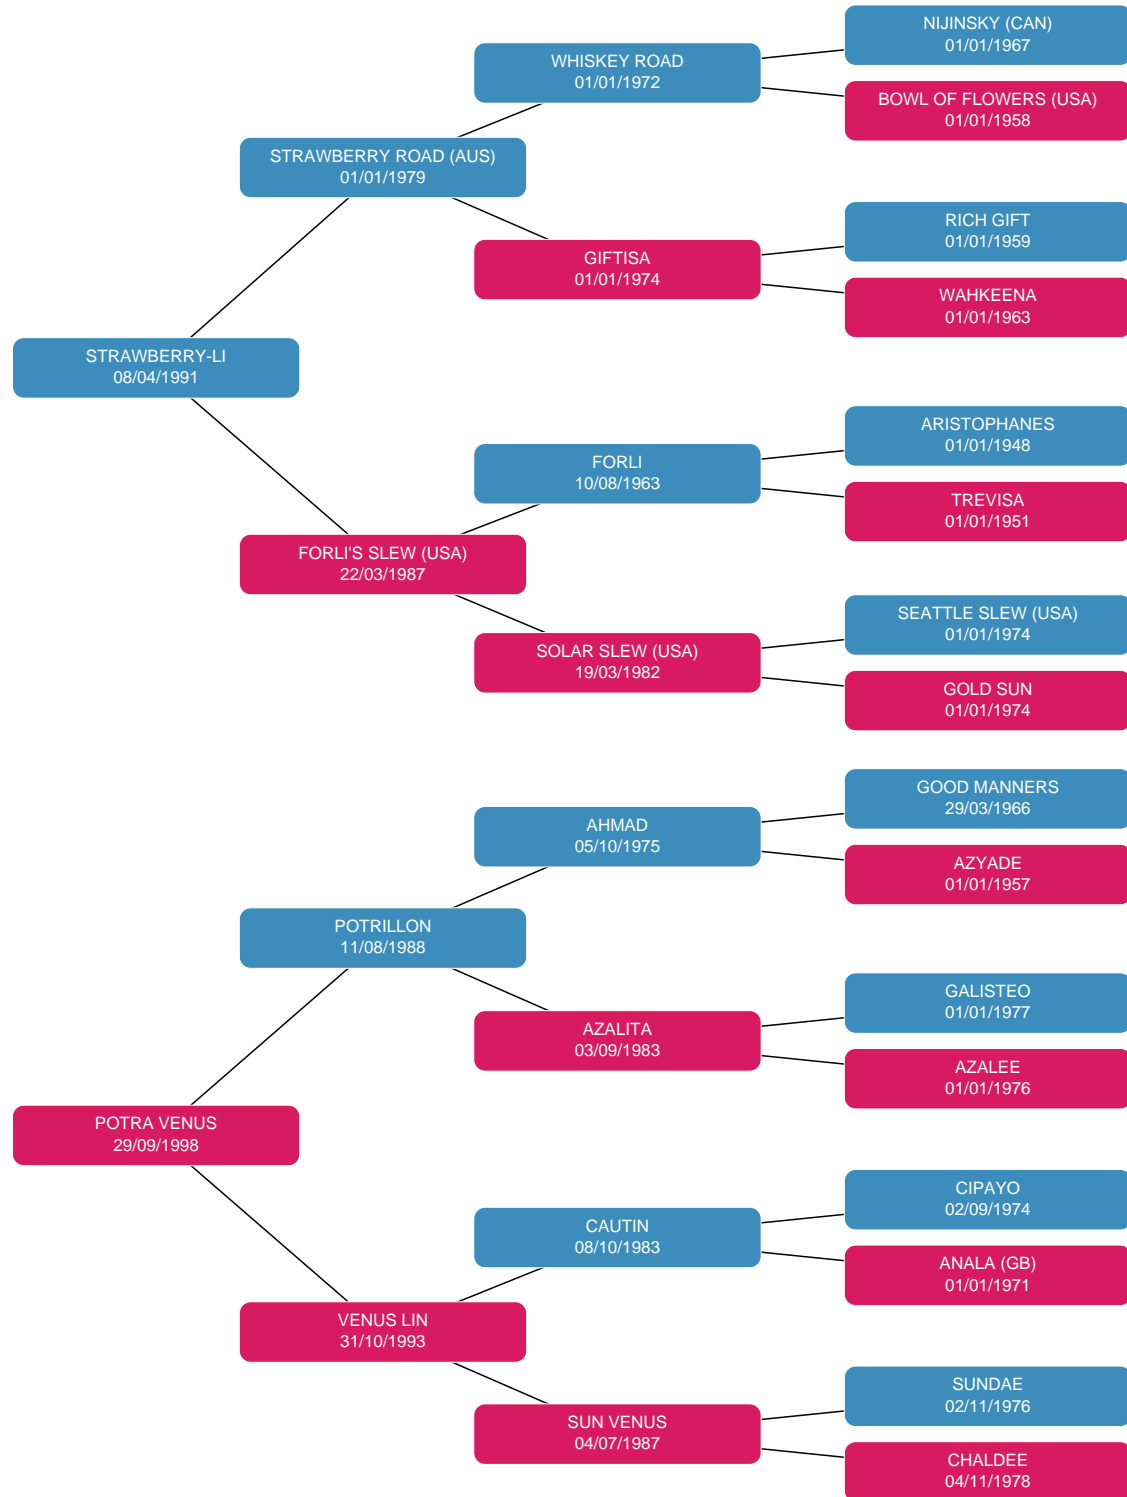 NIJINSKY (CAN)
01/01/1967
WHISKEY ROAD
01/01/1972
BOWL OF FLOWERS (USA)
01/01/1958
STRAWBERRY ROAD (AUS)
01/01/1979
RICH GIFT
01/01/1959
GIFTISA
01/01/1974
WAHKEENA
01/01/1963
STRAWBERRY-LI
08/04/1991
ARISTOPHANES
01/01/1948
FORLI
10/08/1963
TREVISA
01/01/1951
FORLI'S SLEW (USA)
22/03/1987
SEATTLE SLEW (USA)
01/01/1974
SOLAR SLEW (USA)
19/03/1982
GOLD SUN
01/01/1974
GOOD MANNERS
29/03/1966
AHMAD
05/10/1975
AZYADE
01/01/1957
POTRILLON
11/08/1988
GALISTEO
01/01/1977
AZALITA
03/09/1983
AZALEE
01/01/1976
POTRA VENUS
29/09/1998
CIPAYO
02/09/1974
CAUTIN
08/10/1983
ANALA (GB)
01/01/1971
VENUS LIN
31/10/1993
SUNDAE
02/11/1976
SUN VENUS
04/07/1987
CHALDEE
04/11/1978